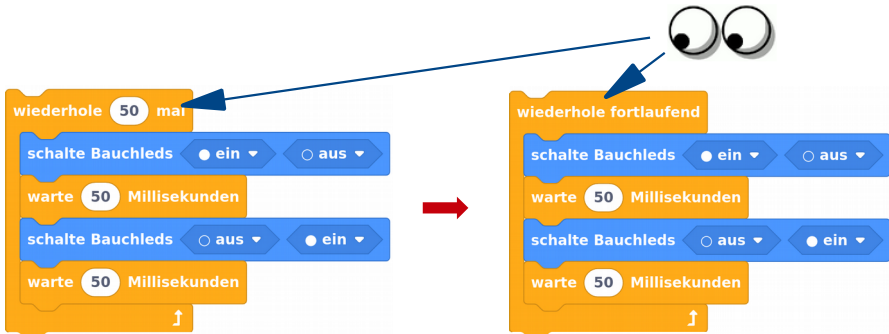 wiederhole 50 mal
schalte Bauchleds ein aus
warte 50 Millisekunden
schalte Bauchleds aus ein
warte 50 Millisekunden
wiederhole fortlaufend
schalte Bauchleds ein aus
warte 50 Millisekunden
schalte Bauchleds aus ein
warte 50 Millisekunden